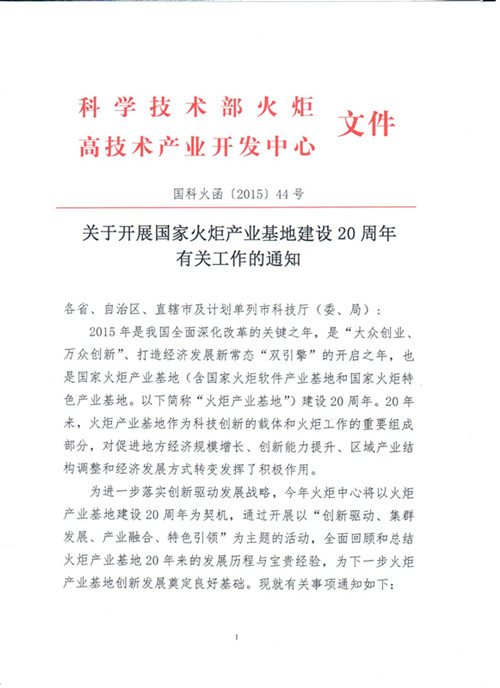 科学技术部火炬
高技术产业开发中心
文件
国科火函〔2015〕44号
关于开展国家火炬产业基地建设20周年
有关工作的通知
各省、自治区、直辖市及计划单列市科技厅（委、局）：
2015年是我国全面深化改革的关键之年，是“大众创业、
万众创新”、打造经济发展新常态“双引擎”的开启之年，也
是国家火炬产业基地（含国家火炬软件产业基地和国家火炬特
色产业基地。以下简称“火炬产业基地”）建设20周年。20年
来，火炬产业基地作为科技创新的载体和火炬工作的重要组成
部分，对促进地方经济规模增长、创新能力提升、区域产业结
构调整和经济发展方式转变发挥了积极作用。
为进一步落实创新驱动发展战略，今年火炬中心将以火炬
产业基地建设20周年为契机，通过开展以“创新驱动、集群
发展、产业融合、特色引领”为主题的活动，全面回顾和总结
火炬产业基地20年来的发展历程与宝贵经验，为下一步火炬
产业基地创新发展奠定良好基础。现就有关事项通知如下：
1